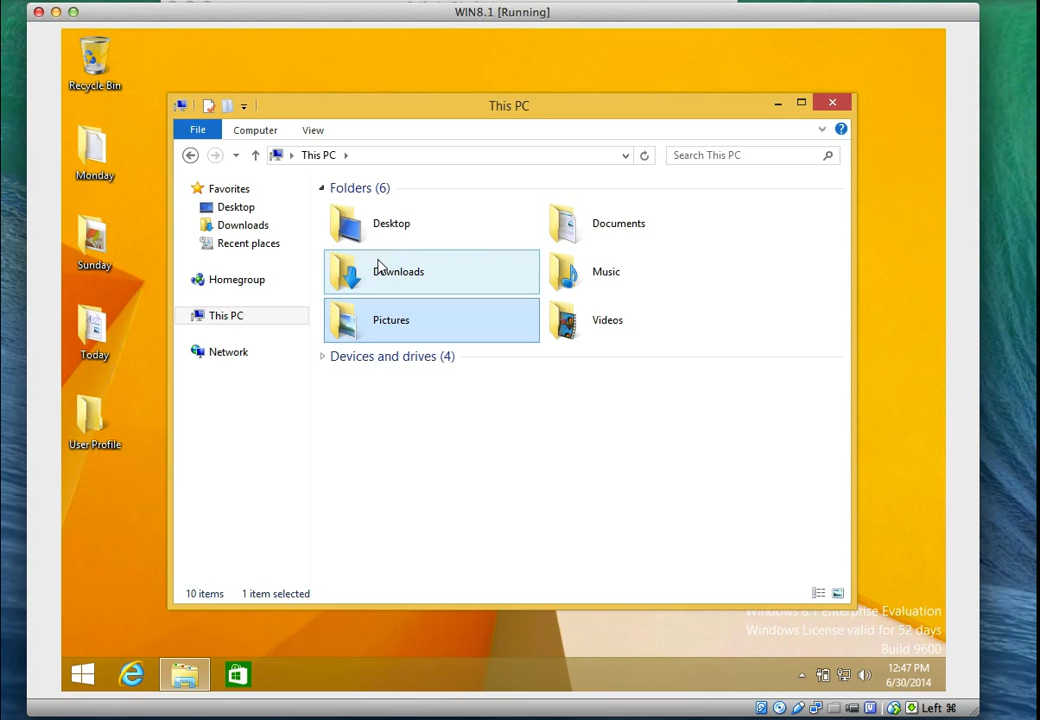 WIN8.1 [Running]
Recycle Bin
Monday
Sunday
Today
User Profile
This PC
File
Computer
View
This PC
Search This PC
Favorites
Desktop
Downloads
Recent places
Homegroup
This PC
Network
Folders (6)
Desktop
Documents
Downloads
Music
Pictures
Videos
Devices and drives (4)
10 items
1 item selected
Windows 8.1 Enterprise Evaluation
Windows License valid for 52 days
Build 9600
12:47 PM
6/30/2014
Left ⌘